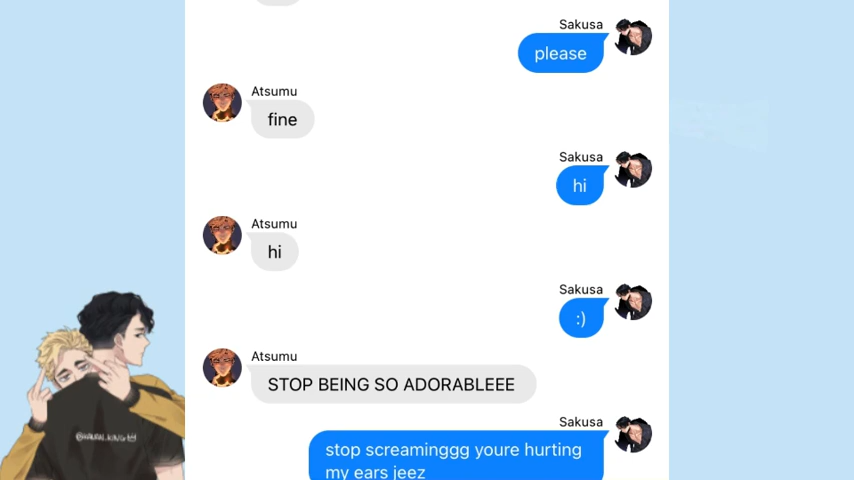 Sakusa
please
Atsumu
fine
Sakusa
hi
Atsumu
hi
Sakusa
:)
Atsumu
STOP BEING SO ADORABLEEE
Sakusa
stop screaminggg youre hurting
my ears jeez